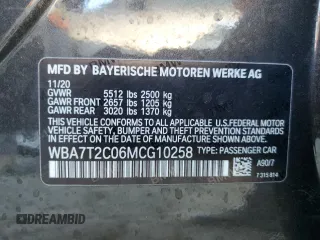 MFD BY BAYERISCHE MOTOREN WERKE AG
11/20
GVWR 5512 lbs 2500 kg
GAWR FRONT 2657 lbs 1205 kg
GAWR REAR 3020 lbs 1370 kg
THIS VEHICLE CONFORMS TO ALL APPLICABLE U.S. FEDERAL MOTOR
VEHICLE SAFETY, BUMPER, AND THEFT PREVENTION STANDARDS
IN EFFECT ON THE DATE OF MANUFACTURE SHOWN ABOVE.
WBA7T2C06MCG10258 TYPE: PASSENGER CAR
A90/7
7 315 814
DREAMBID